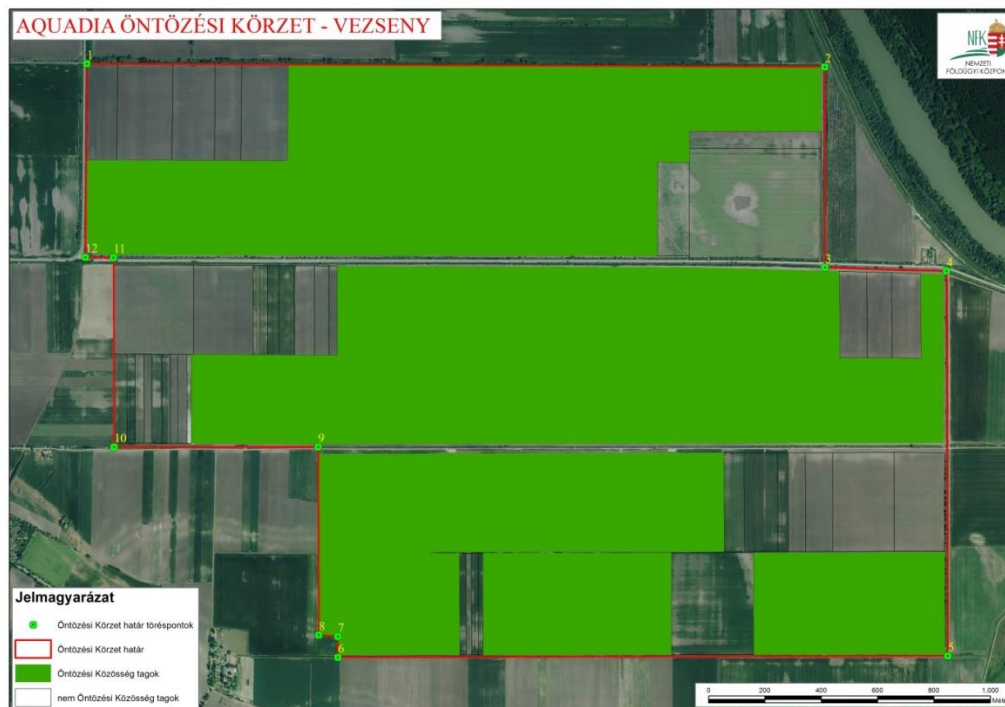 AQUADIA ÖNTÖZÉSI KÖRZET - VEZSENY
NFK
NEMZETI
FÖLDÜGYI KÖZPON
1
2
3
4
5
6
7
8
9
10
11
12
Jelmagyarázat
Öntözési Körzet határ töréspontok
Öntözési Körzet határ
Öntözési Közösség tagok
nem Öntözési Közösség tagok
0 200 400 600 800 1,000